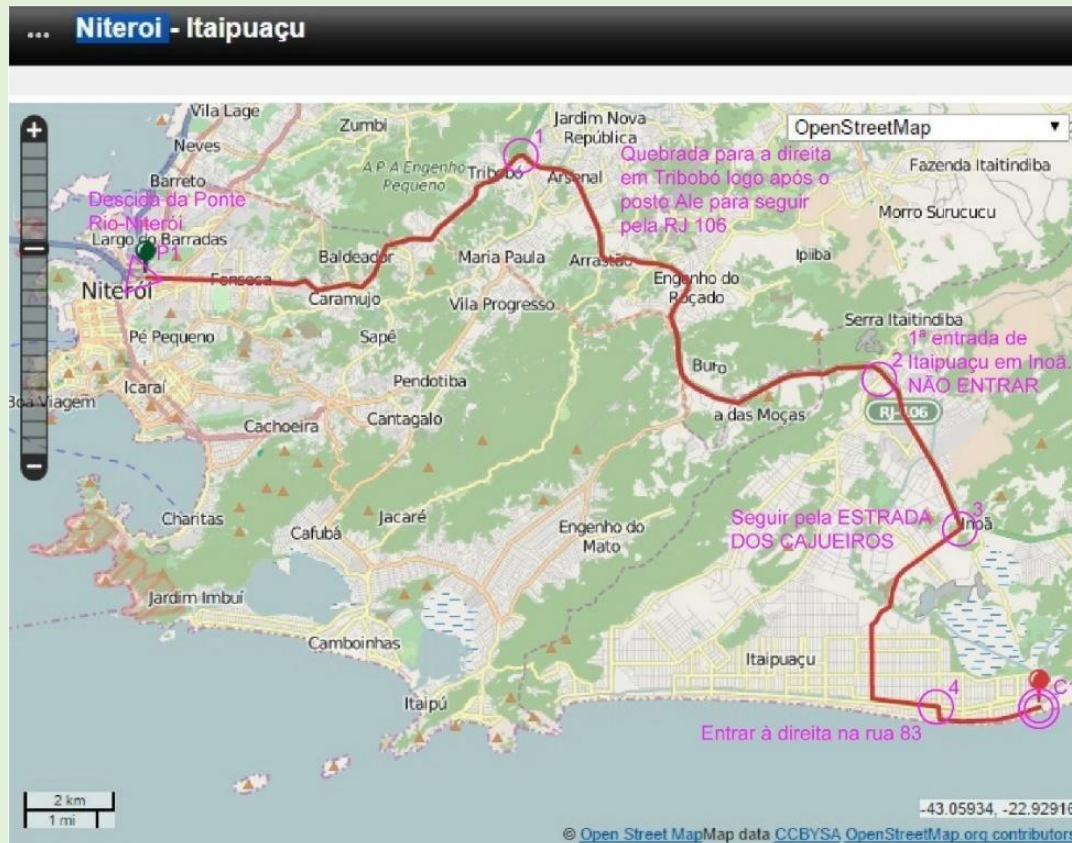 ... Niteroi - Itaipuaçu
OpenStreetMap
Vila Lage
Neves
Zumbi
Jardim Nova
República
1
Fazenda Itaitindiba
Barreto
A P A Engenho
Pequeno
Tribobó
Arsenal
Quebrada para a direita
em Tribobó logo após o
posto Ale para seguir
pela RJ 106
Morro Surucucu
Descida da Ponte
Rio-Niterói
Largo do Barradas
P1
Baldeador
Maria Paula
Arrastão
Ipiiba
Niterói
Fonseca
Caramujo
Vila Progresso
Engenho do
Roçado
Pé Pequeno
Sapê
Serra Itaitindiba
1ª entrada de
Itaipuaçu em Inoã.
NÃO ENTRAR
2
Icaraí
Pendotiba
Buro
Boa Viagem
Cachoeira
Cantagalo
a das Moças
RJ-106
Charitas
Cafubá
Jacaré
Engenho do
Mato
Seguir pela ESTRADA
DOS CAJUEIROS
3
Inoã
Jardim Imbuí
Camboinhas
Itaipuaçu
Itaipú
4
Entrar à direita na rua 83
2 km
1 mi
-43.05934, -22.92916
© Open Street MapMap data CCBYSA OpenStreetMap.org contributors